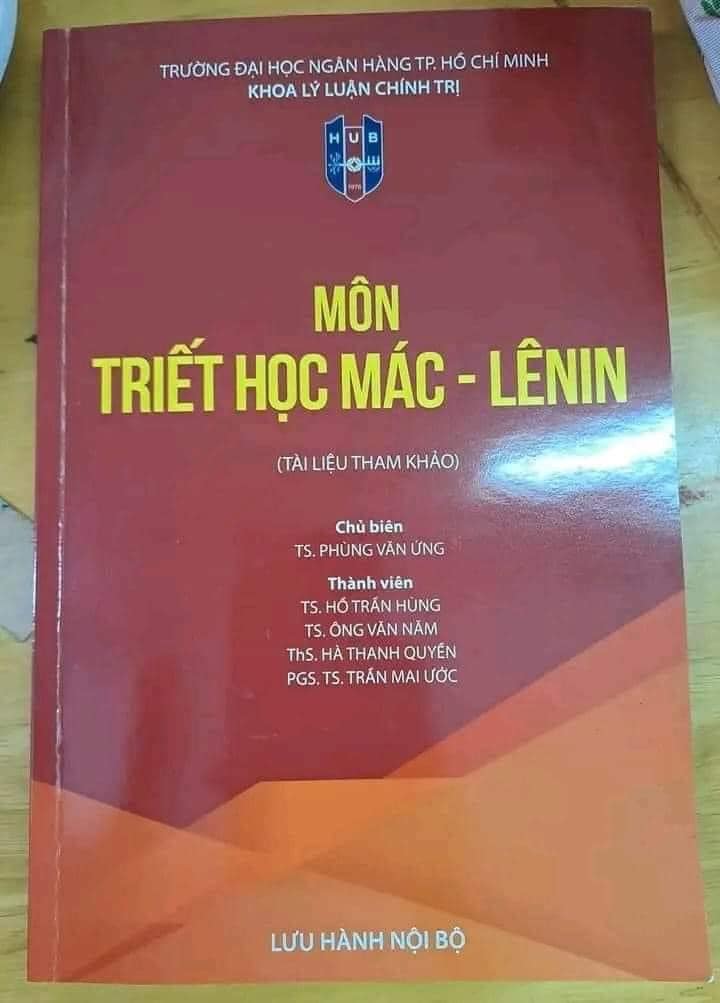 TRƯỜNG ĐẠI HỌC NGÂN HÀNG TP. HỒ CHÍ MINH
KHOA LÝ LUẬN CHÍNH TRỊ
HUB
1976
MÔN
TRIẾT HỌC MÁC - LÊNIN
(TÀI LIỆU THAM KHẢO)
Chủ biên
TS. PHÙNG VĂN ỨNG
Thành viên
TS. HỒ TRẦN HÙNG
TS. ÔNG VĂN NĂM
ThS. HÀ THANH QUYỀN
PGS. TS. TRẦN MAI ƯỚC
LƯU HÀNH NỘI BỘ